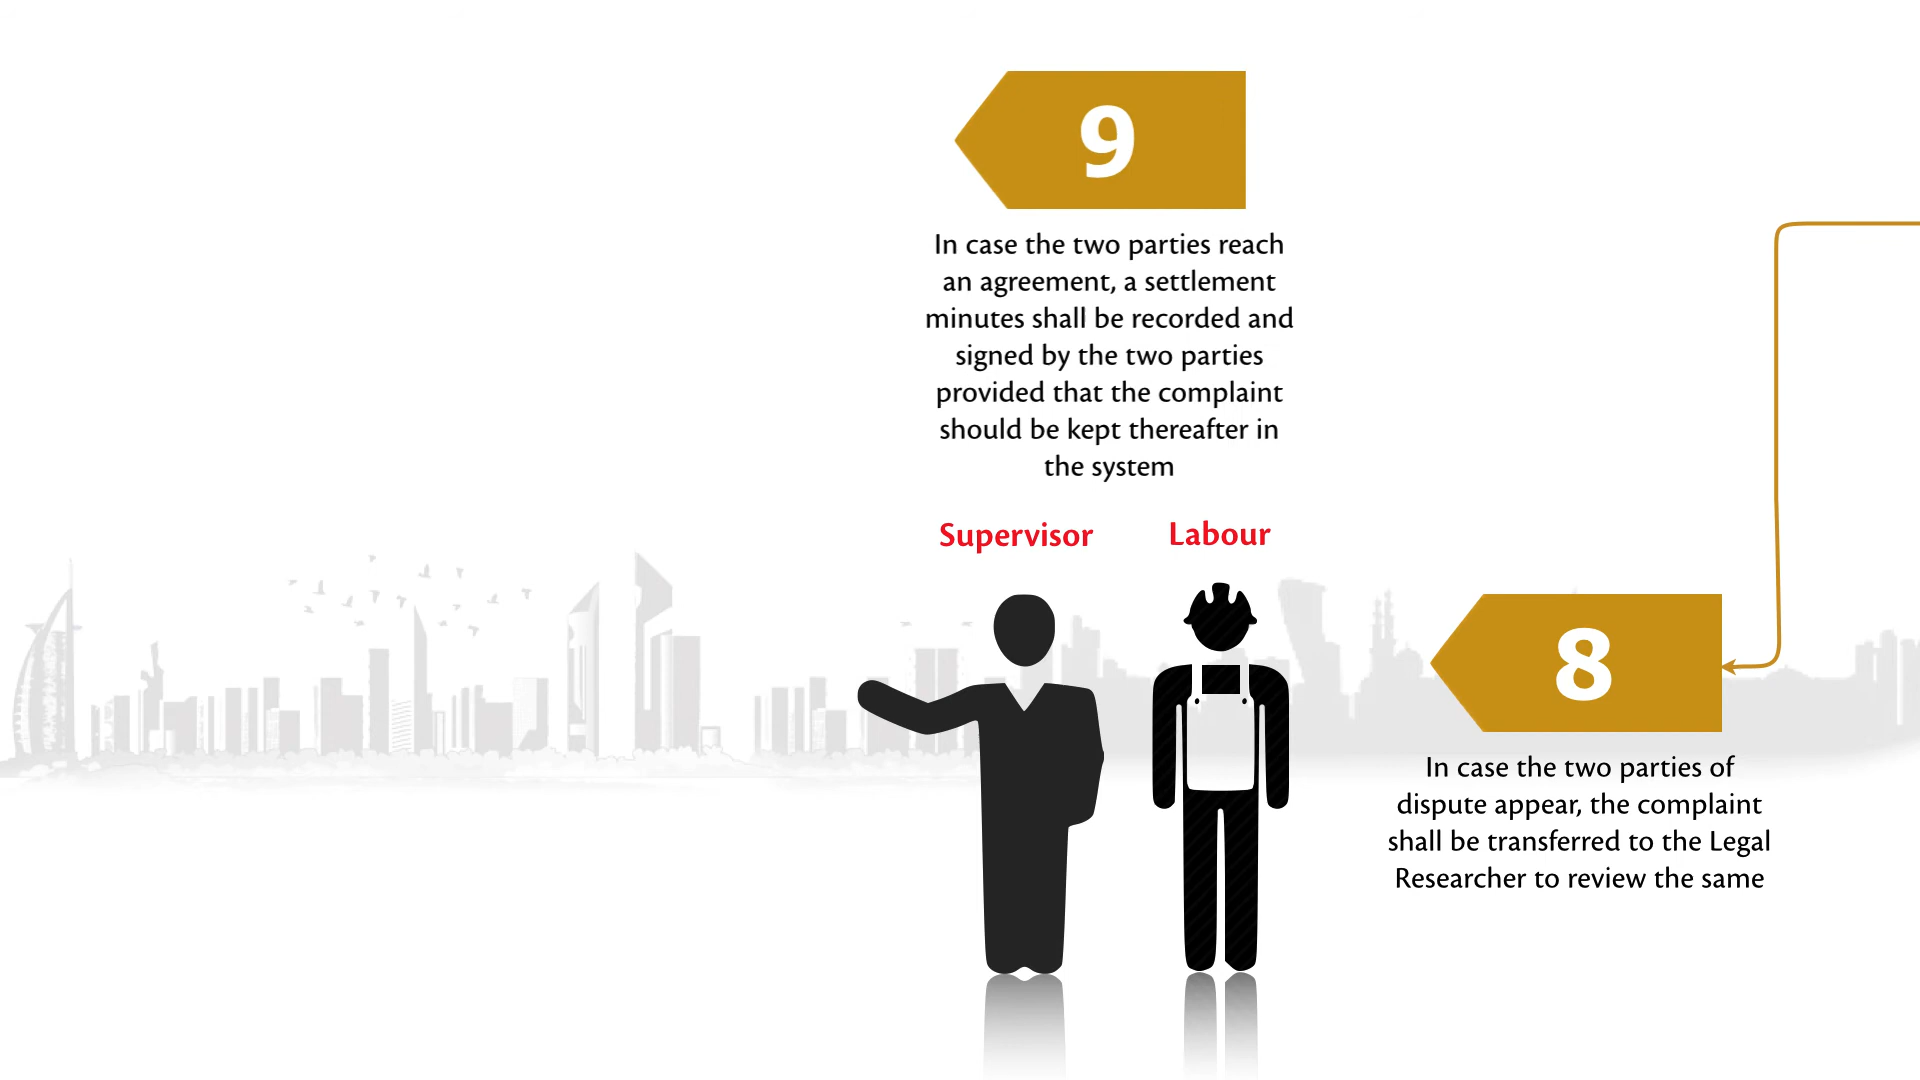 9
In case the two parties reach
an agreement, a settlement
minutes shall be recorded and
signed by the two parties
provided that the complaint
should be kept thereafter in
the system
Supervisor
Labour
8
In case the two parties of
dispute appear, the complaint
shall be transferred to the Legal
Researcher to review the same